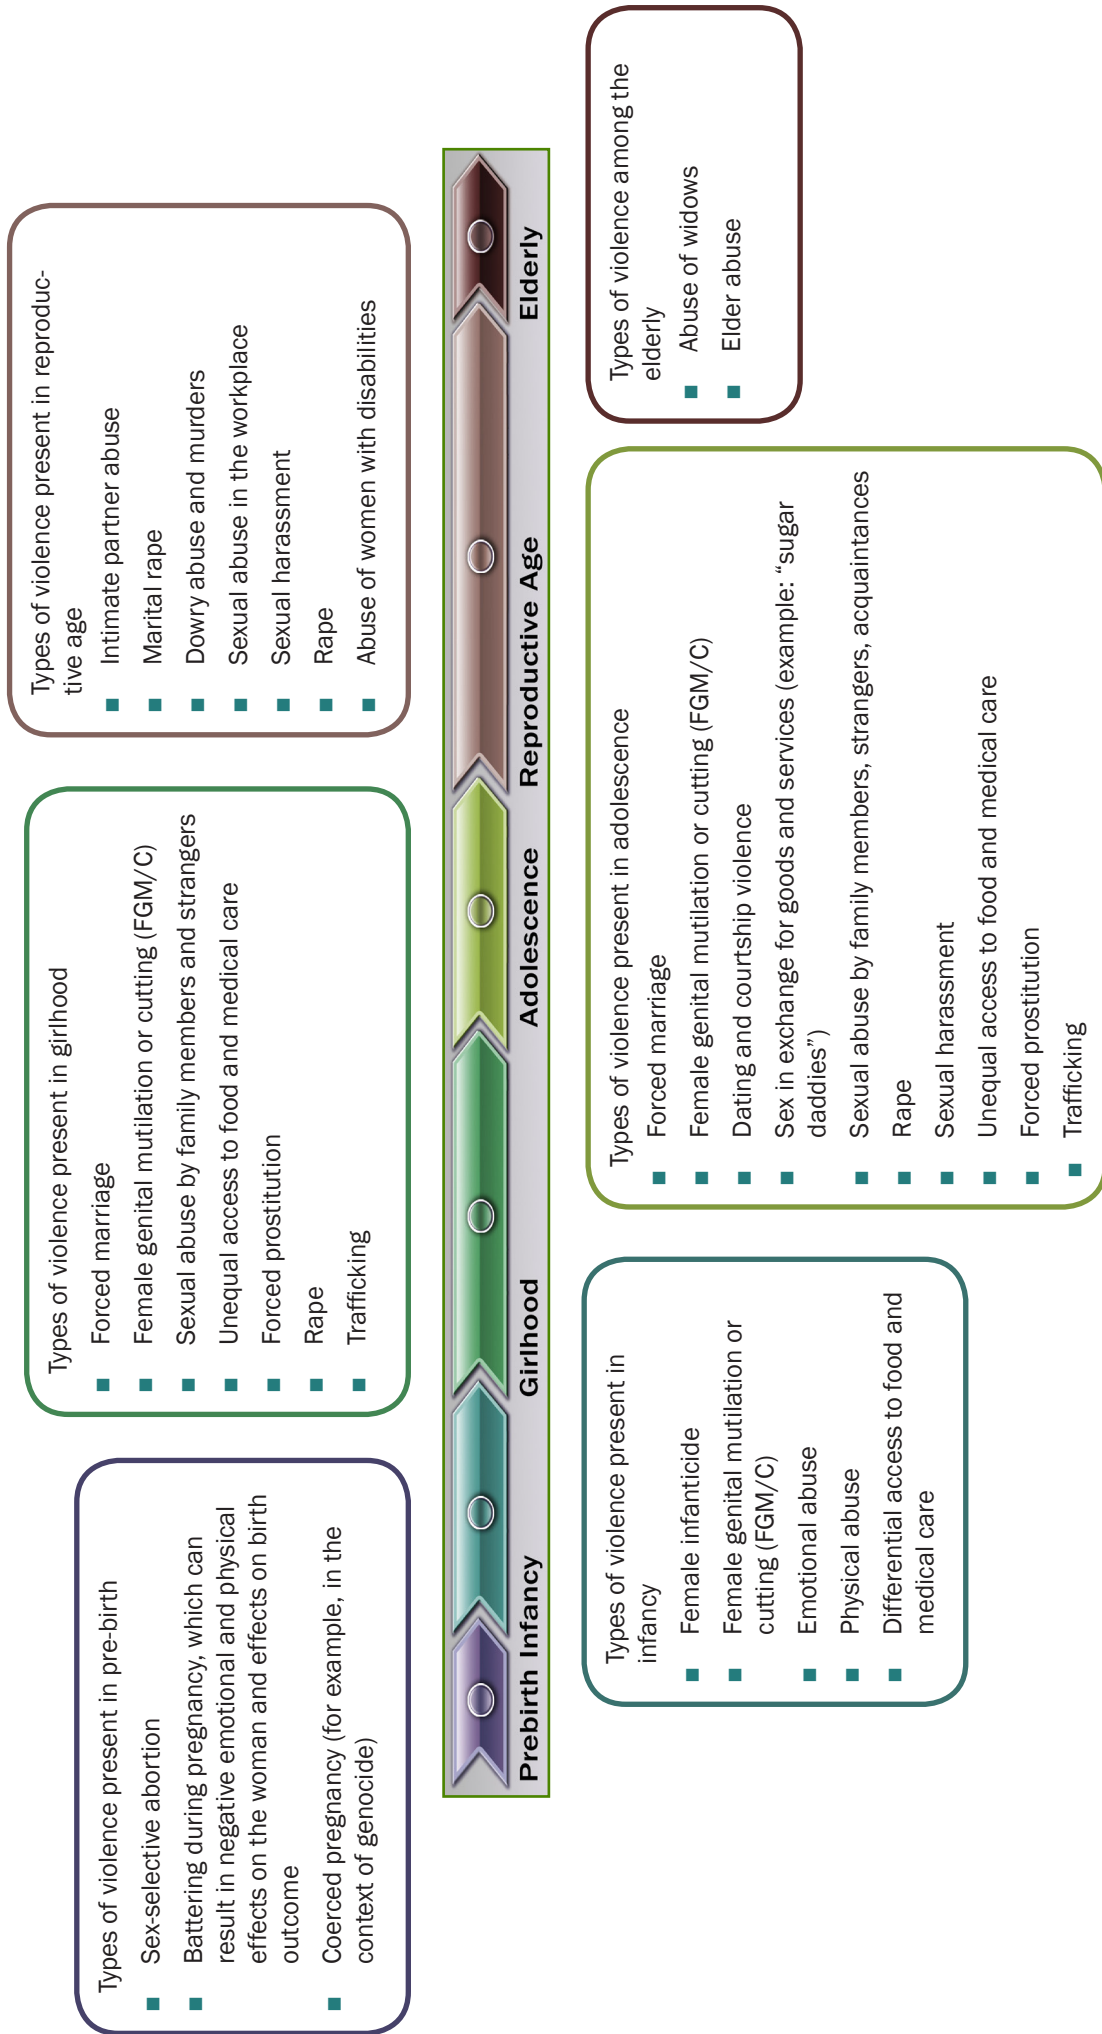 Types of violence present in pre-birth
■ Sex-selective abortion
■ Battering during pregnancy, which can
result in negative emotional and physical
effects on the woman and effects on birth
outcome
■ Coerced pregnancy (for example, in the
context of genocide)
Types of violence present in girlhood
■ Forced marriage
■ Female genital mutilation or cutting (FGM/C)
■ Sexual abuse by family members and strangers
■ Unequal access to food and medical care
■ Forced prostitution
■ Rape
■ Trafficking
Types of violence present in reproduc-
tive age
■ Intimate partner abuse
■ Marital rape
■ Dowry abuse and murders
■ Sexual abuse in the workplace
■ Sexual harassment
■ Rape
■ Abuse of women with disabilities
Prebirth Infancy Girlhood Adolescence Reproductive Age Elderly
Types of violence present in
infancy
■ Female infanticide
■ Female genital mutilation or
cutting (FGM/C)
■ Emotional abuse
■ Physical abuse
■ Differential access to food and
medical care
Types of violence present in adolescence
■ Forced marriage
■ Female genital mutilation or cutting (FGM/C)
■ Dating and courtship violence
■ Sex in exchange for goods and services (example: “sugar
daddies”)
■ Sexual abuse by family members, strangers, acquaintances
■ Rape
■ Sexual harassment
■ Unequal access to food and medical care
■ Forced prostitution
■ Trafficking
Types of violence among the
elderly
■ Abuse of widows
■ Elder abuse